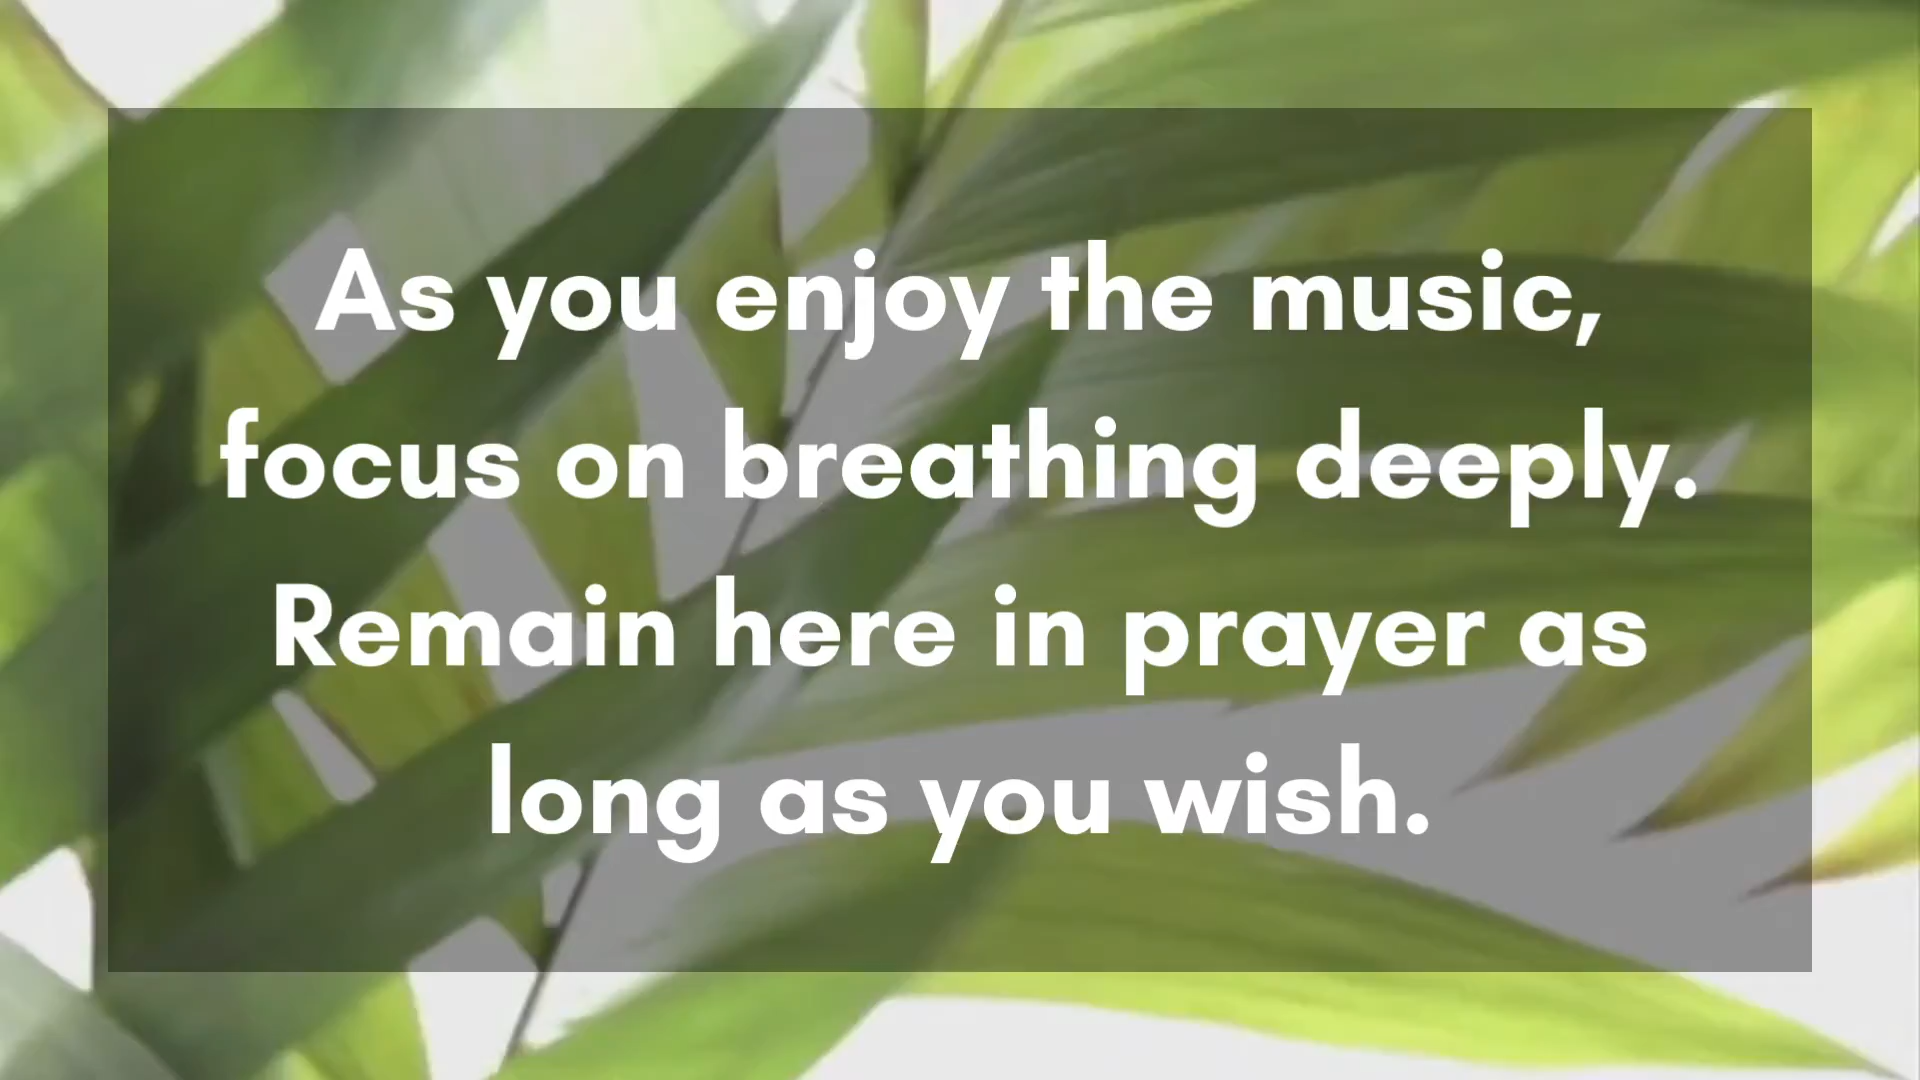 As you enjoy the music,
focus on breathing deeply.
Remain here in prayer as
long as you wish.